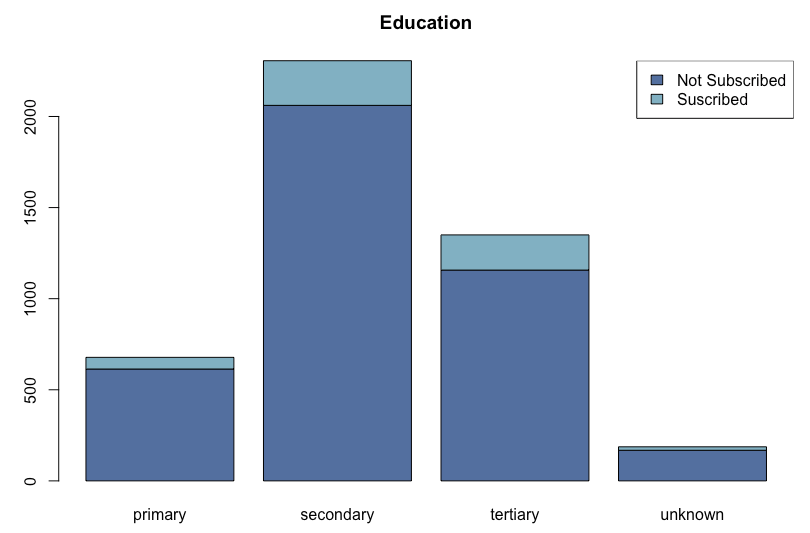 Education
Not Subscribed
Suscribed
2000
1500
1000
500
0
primary secondary tertiary unknown